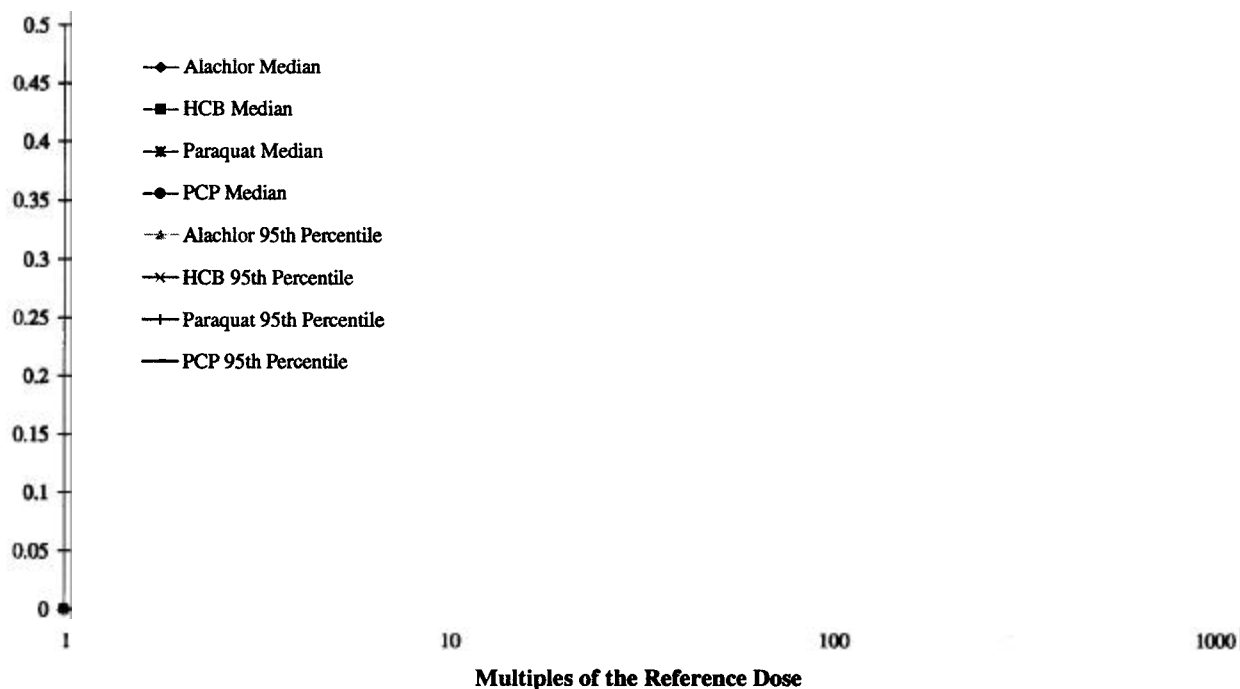 0.5
0.45
0.4
0.35
0.3
0.25
0.2
0.15
0.1
0.05
0
Alachlor Median
HCB Median
Paraquat Median
PCP Median
Alachlor 95th Percentile
HCB 95th Percentile
Paraquat 95th Percentile
PCP 95th Percentile
1 10 100 1000
Multiples of the Reference Dose